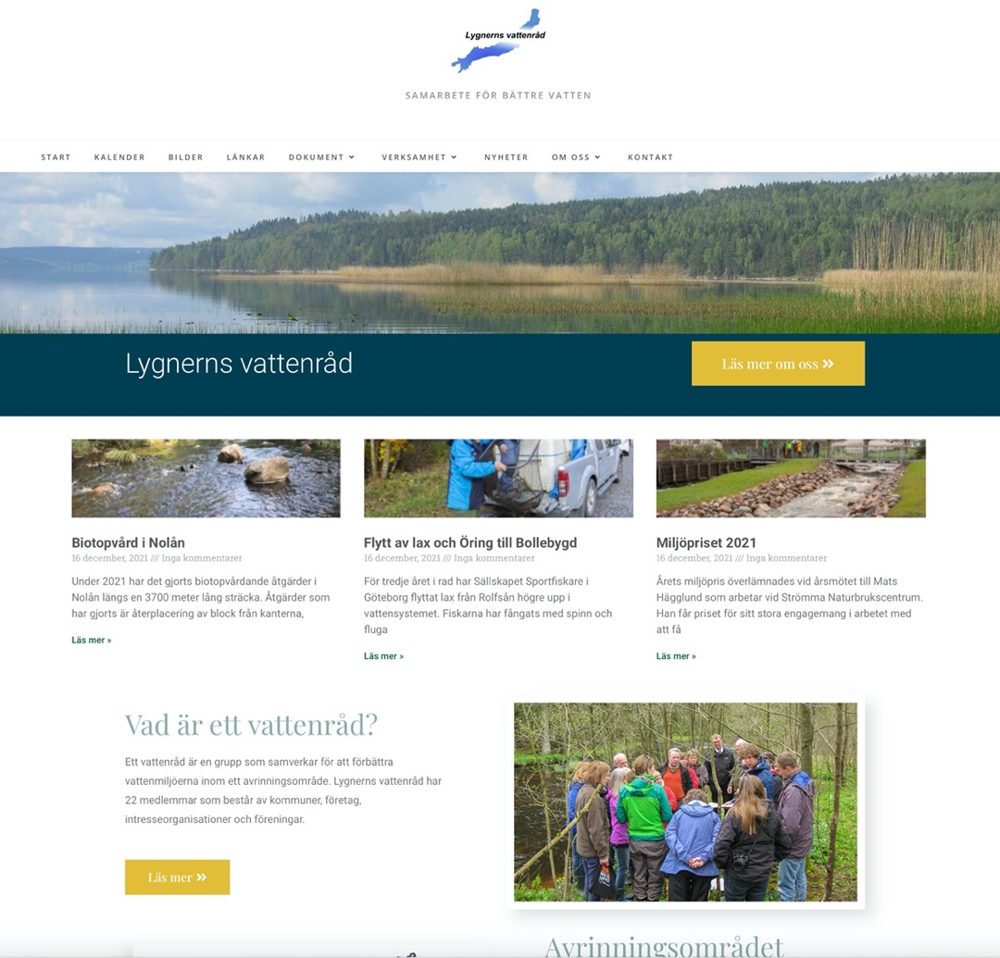 Lygnerns vattenråd
SAMARBETE FÖR BÄTTRE VATTEN
START KALENDER BILDER LÄNKAR DOKUMENT VERKSAMHET NYHETER OM OSS KONTAKT
Lygnerns vattenråd
Läs mer om oss »
Biotopvård i Nolån
16 december, 2021 /// Inga kommentarer
Under 2021 har det gjorts biotopvårdande åtgärder i
Nolån längs en 3700 meter lång sträcka. Åtgärder som
har gjorts är återplacering av block från kanterna,
Läs mer »
Flytt av lax och Öring till Bollebygd
16 december, 2021 /// Inga kommentarer
För tredje året i rad har Sällskapet Sportfiskare i
Göteborg flyttat lax från Rolfsån högre upp i
vattensystemet. Fiskarna har fångats med spinn och
fluga
Läs mer »
Miljöpriset 2021
16 december, 2021 /// Inga kommentarer
Årets miljöpris överlämnades vid årsmötet till Mats
Hägglund som arbetar vid Strömma Naturbrukscentrum.
Han får priset för sitt stora engagemang i arbetet med
att få
Läs mer »
Vad är ett vattenråd?
Ett vattenråd är en grupp som samverkar för att förbättra
vattenmiljöerna inom ett avrinningsområde. Lygnerns vattenråd har
22 medlemmar som består av kommuner, företag,
intresseorganisationer och föreningar.
Läs mer »
Avrinningsområdet